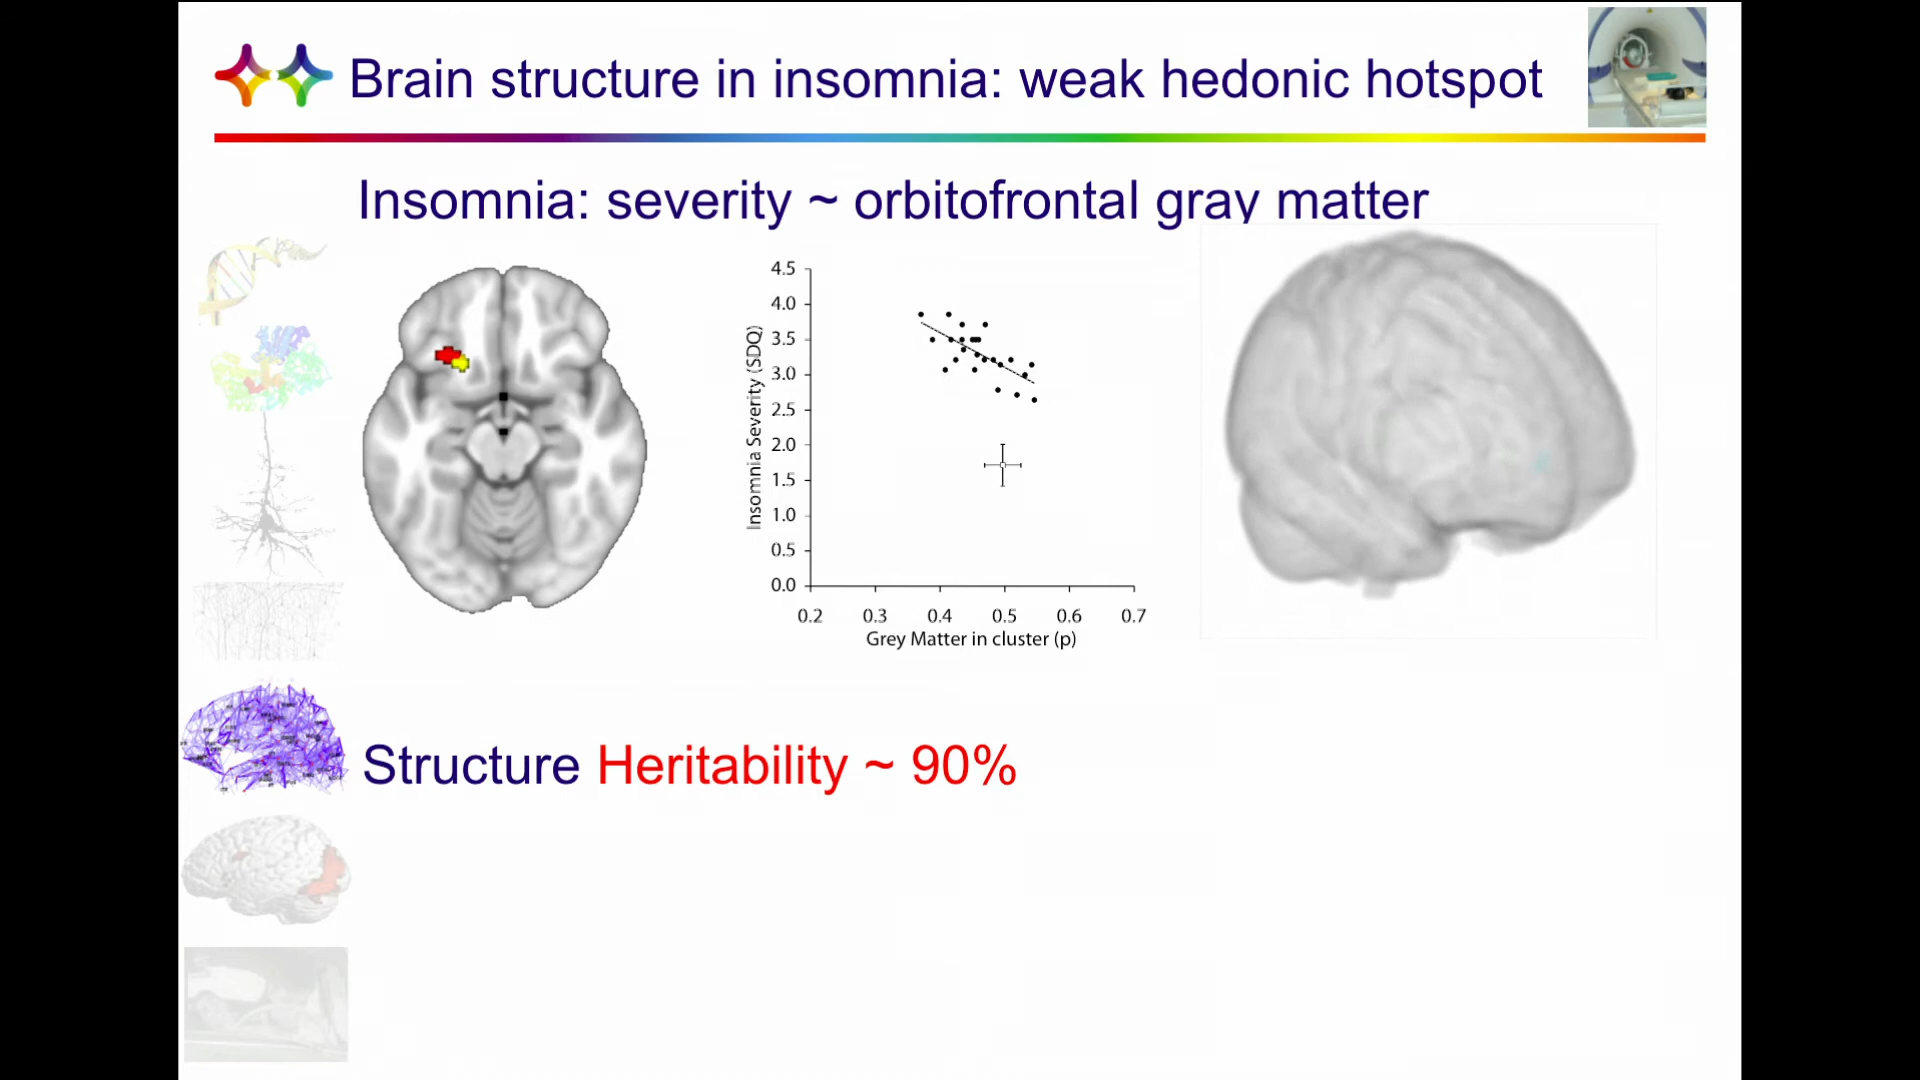 Brain structure in insomnia: weak hedonic hotspot
Insomnia: severity ~ orbitofrontal gray matter
Insomnia Severity (SDQ)
4.5
4.0
3.5
3.0
2.5
2.0
1.5
1.0
0.5
0.0
0.2 0.3 0.4 0.5 0.6 0.7
Grey Matter in cluster (p)
Structure Heritability ~ 90%